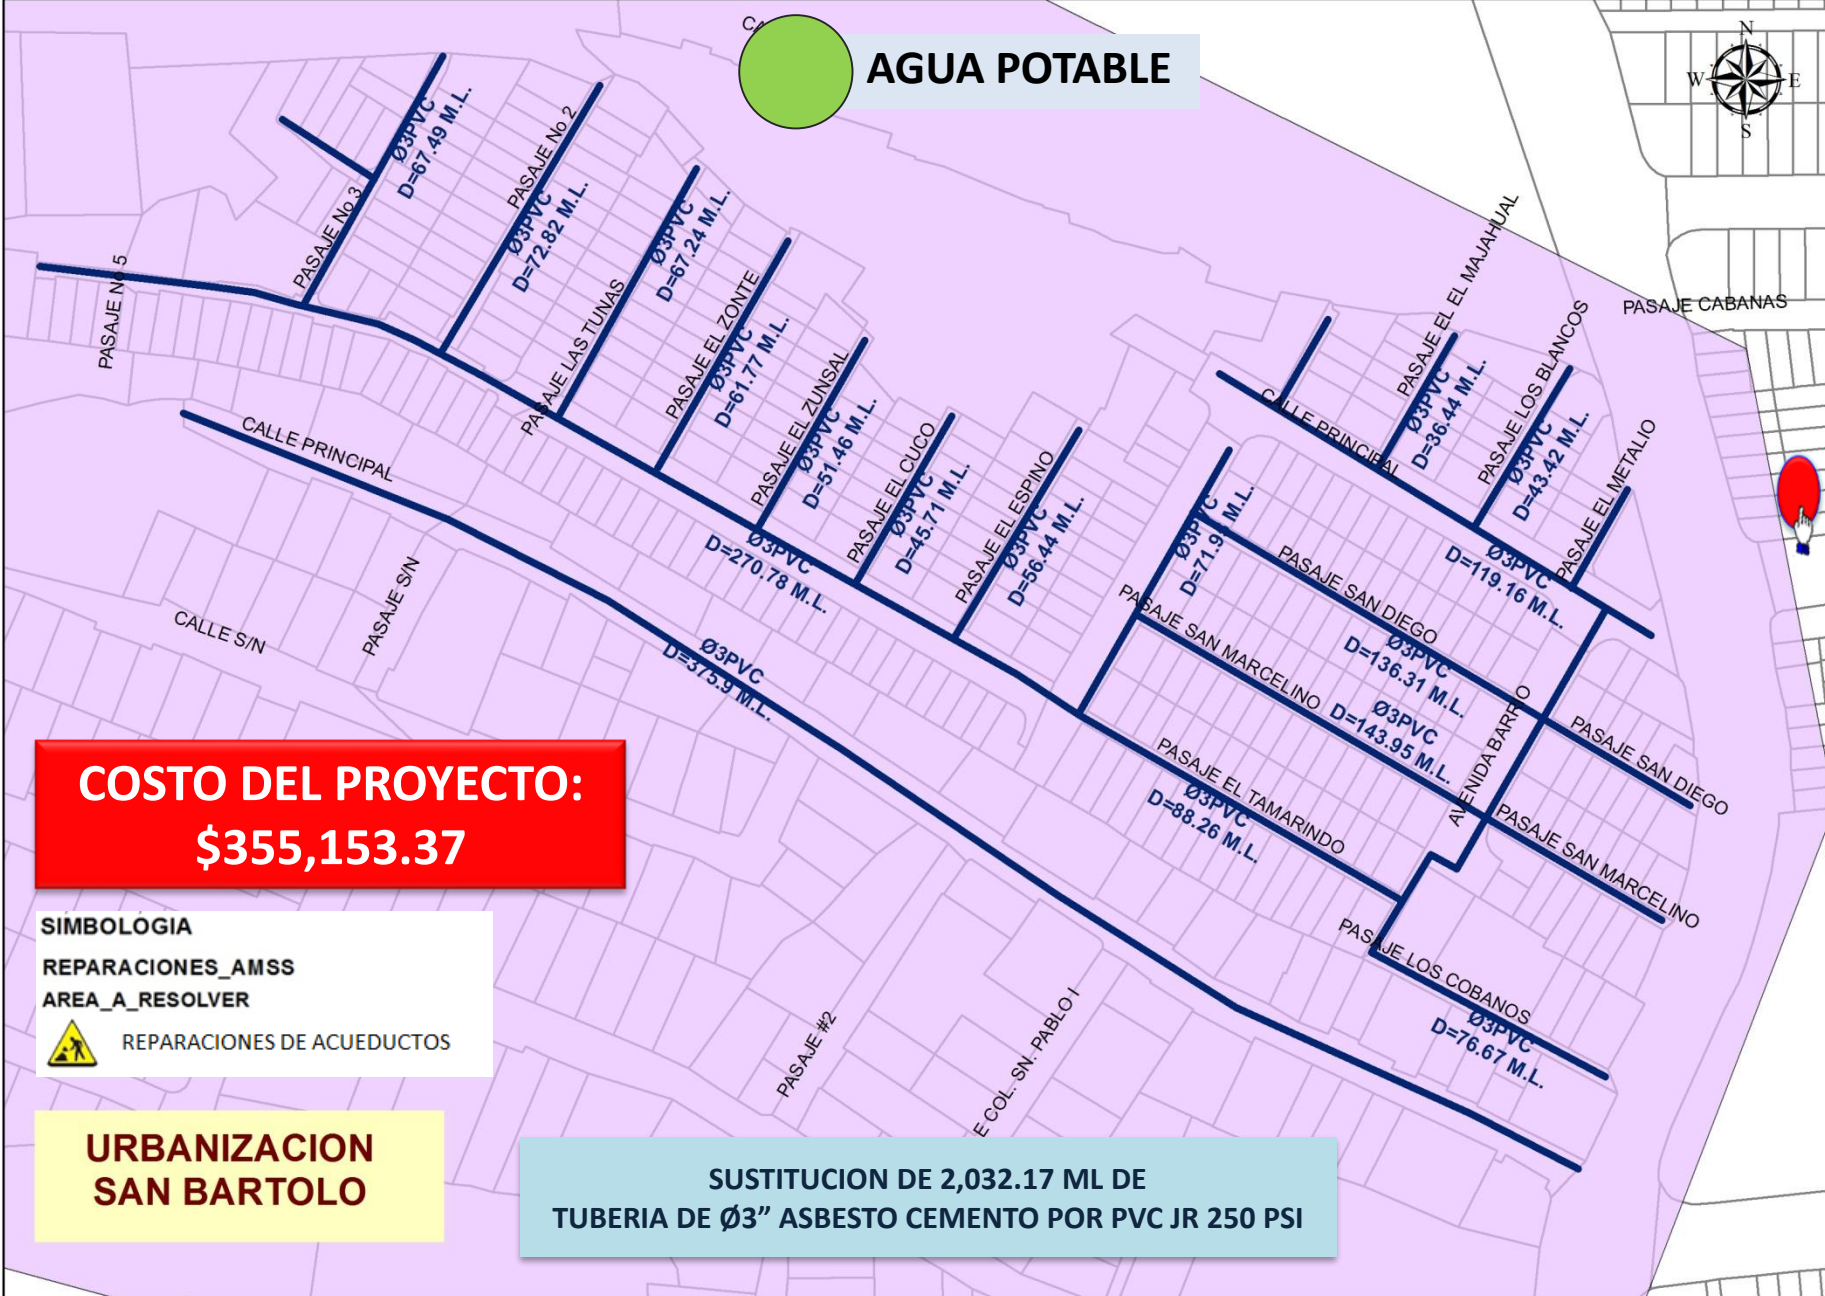 AGUA POTABLE
N
W
E
S
Ø3PVC
D=67.49 M.L.
PASAJE No 3
PASAJE No 2
Ø3PVC
D=72.82 M.L.
PASAJE No 5
Ø3PVC
D=67.24 M.L.
PASAJE LAS TUNAS
PASAJE EL ZONTE
Ø3PVC
D=61.77 M.L.
PASAJE EL ZUNSAL
Ø3PVC
D=51.46 M.L.
PASAJE EL CUCO
Ø3PVC
D=45.71 M.L.
PASAJE EL ESPINO
Ø3PVC
D=56.44 M.L.
PASAJE EL MAJAHUAL
Ø3PVC
D=36.44 M.L.
PASAJE LOS BLANCOS
Ø3PVC
D=43.42 M.L.
PASAJE CABANAS
PASAJE EL METALIO
CALLE PRINCIPAL
Ø3PVC
D=119.16 M.L.
CALLE PRINCIPAL
Ø3PVC
D=270.78 M.L.
Ø3PVC
PASAJE SAN DIEGO
Ø3PVC
D=136.31 M.L.
PASAJE SAN MARCELINO
Ø3PVC
D=143.95 M.L.
CALLE S/N
PASAJE S/N
Ø3PVC
D=375.9 M.L.
AVENIDA BARRIO
PASAJE SAN DIEGO
PASAJE EL TAMARINDO
Ø3PVC
D=88.26 M.L.
PASAJE SAN MARCELINO
PASAJE LOS COBANOS
Ø3PVC
D=76.67 M.L.
PASAJE #2
E COL. SN. PABLO I
COSTO DEL PROYECTO:
$355,153.37
SIMBOLOGIA
REPARACIONES_AMSS
AREA_A_RESOLVER
REPARACIONES DE ACUEDUCTOS
URBANIZACION
SAN BARTOLO
SUSTITUCION DE 2,032.17 ML DE
TUBERIA DE Ø3” ASBESTO CEMENTO POR PVC JR 250 PSI